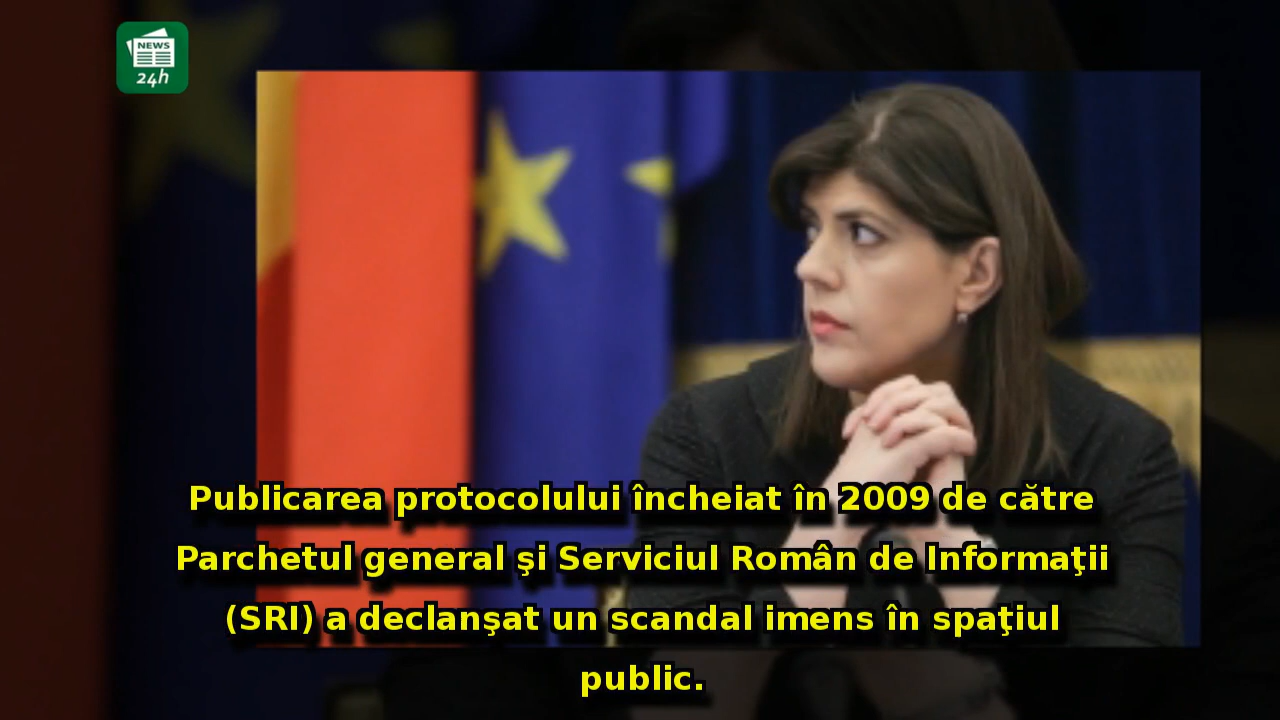 NEWS
24h
Publicarea protocolului încheiat în 2009 de către
Parchetul general şi Serviciul Român de Informaţii
(SRI) a declanşat un scandal imens în spaţiul
public.